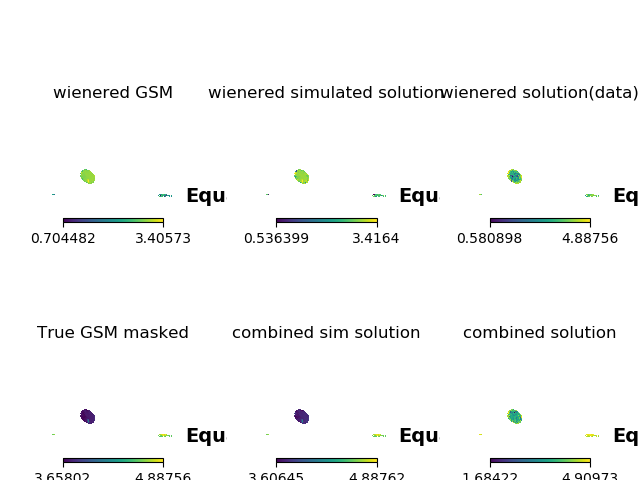 wienered GSM wienered simulated solution wienered solution(data)
Equ Equ Eq
0.704482 3.40573 0.536399 3.4164 0.580898 4.88756
True GSM masked combined sim solution combined solution
Equ Equ Eq
3.65802 4.88756 3.60645 4.88762 1.68422 4.90973